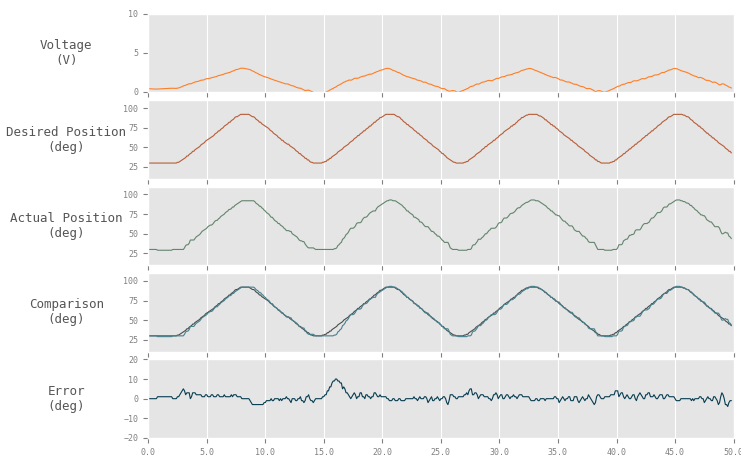 Voltage
(V)
10
5
0
Desired Position
(deg)
100
75
50
25
Actual Position
(deg)
100
75
50
25
Comparison
(deg)
100
75
50
25
Error
(deg)
20
10
0
−10
−20
0.0 5.0 10.0 15.0 20.0 25.0 30.0 35.0 40.0 45.0 50.0